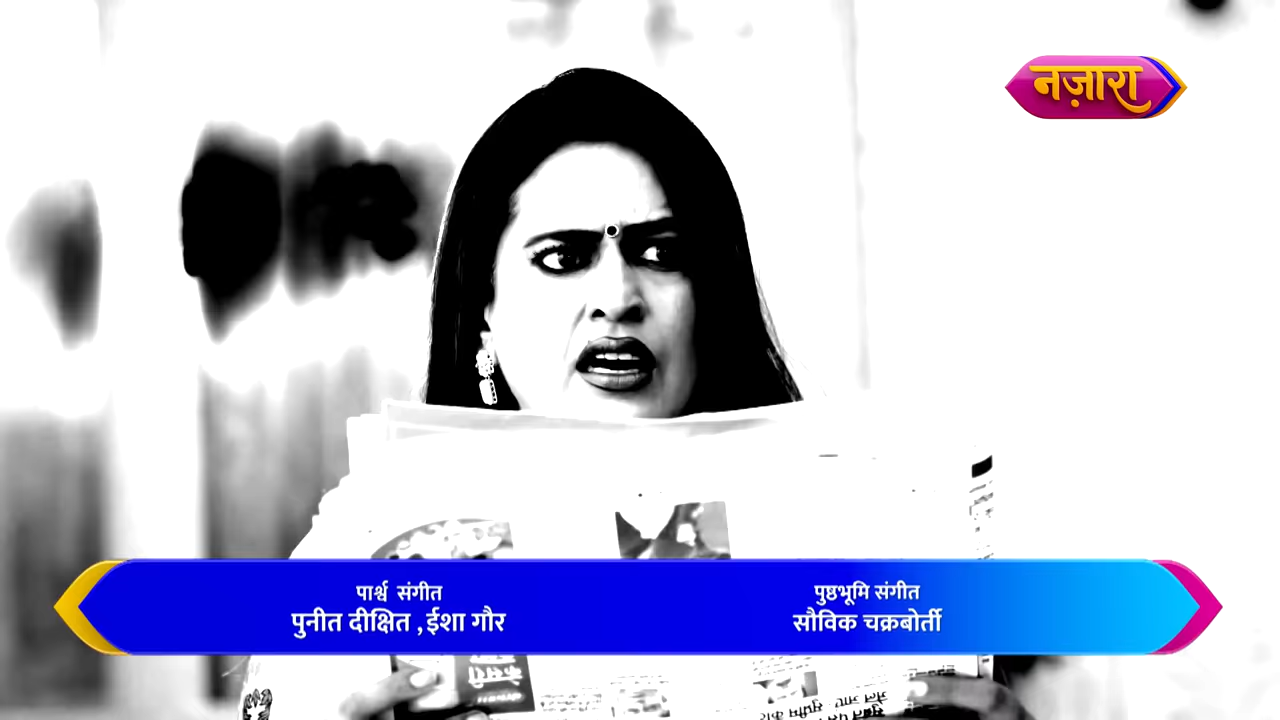 नज़ारा
पार्श्व संगीत
पुनीत दीक्षित , ईशा गौर
पुष्ठभूमि संगीत
सौविक चक्रबोर्ती